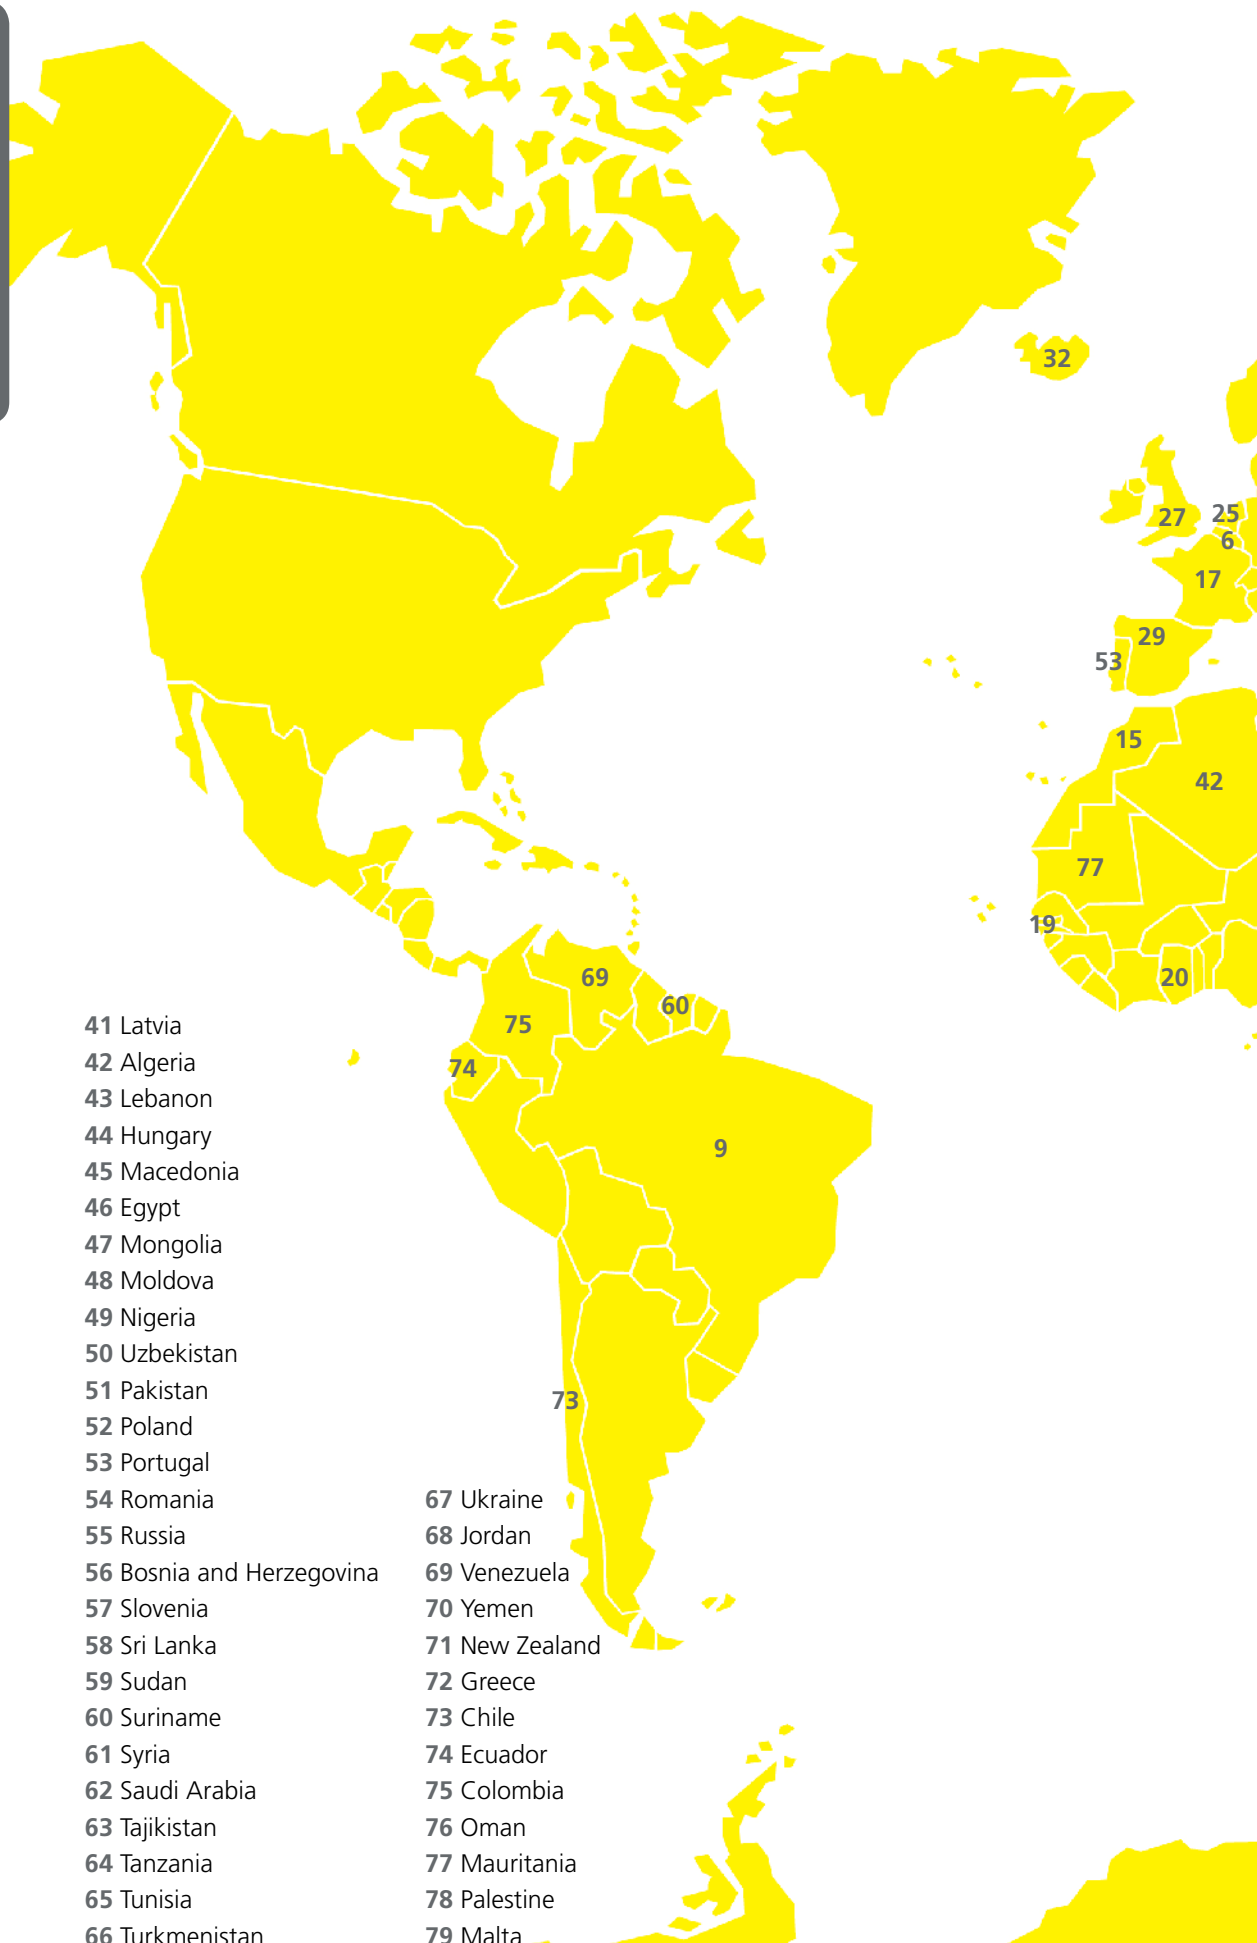 32
27
25
6
17
29
53
15
42
77
19
20
69
60
75
74
9
73
41 Latvia
42 Algeria
43 Lebanon
44 Hungary
45 Macedonia
46 Egypt
47 Mongolia
48 Moldova
49 Nigeria
50 Uzbekistan
51 Pakistan
52 Poland
53 Portugal
54 Romania
55 Russia
56 Bosnia and Herzegovina
57 Slovenia
58 Sri Lanka
59 Sudan
60 Suriname
61 Syria
62 Saudi Arabia
63 Tajikistan
64 Tanzania
65 Tunisia
66 Turkmenistan
67 Ukraine
68 Jordan
69 Venezuela
70 Yemen
71 New Zealand
72 Greece
73 Chile
74 Ecuador
75 Colombia
76 Oman
77 Mauritania
78 Palestine
79 Malta